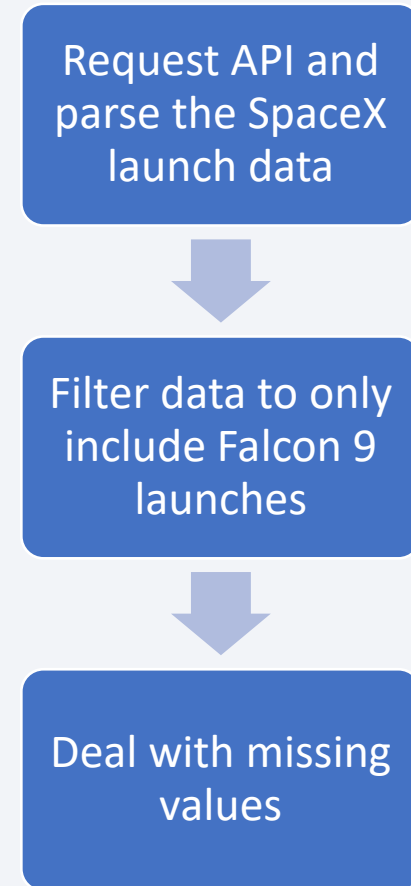 Request API and
parse the SpaceX
launch data
Filter data to only
include Falcon 9
launches
Deal with missing
values